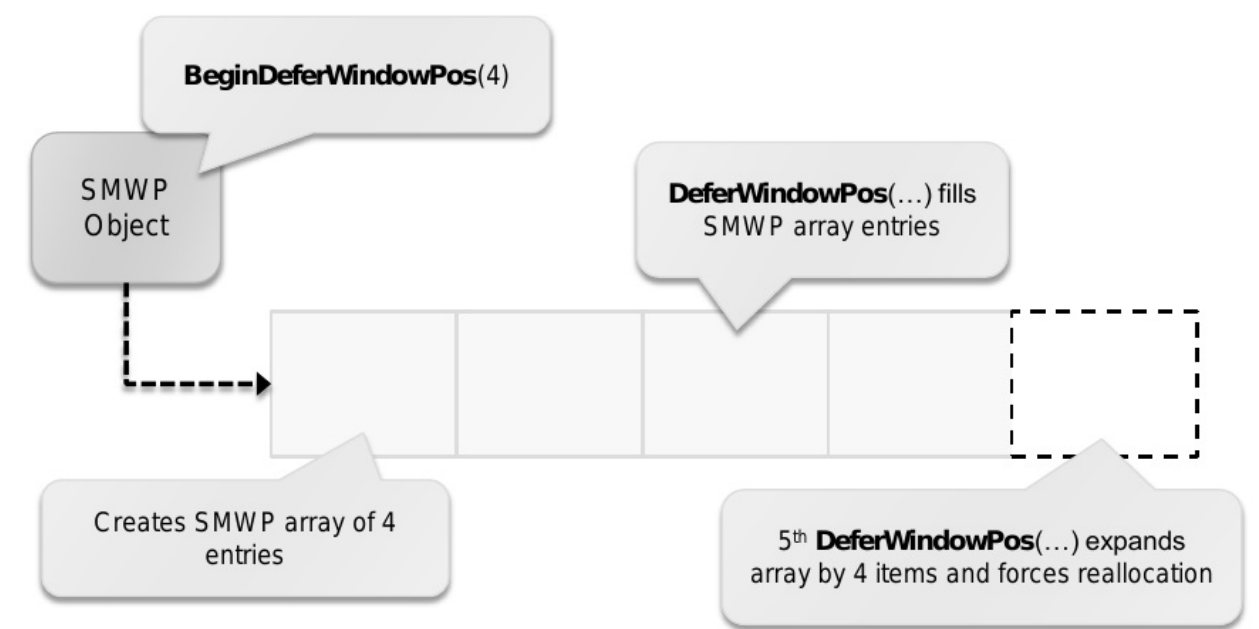 BeginDeferWindowPos(4)
SMWP
Object
DeferWindowPos(…) fills
SMWP array entries
Creates SMWP array of 4
entries
5th DeferWindowPos(…) expands
array by 4 items and forces reallocation